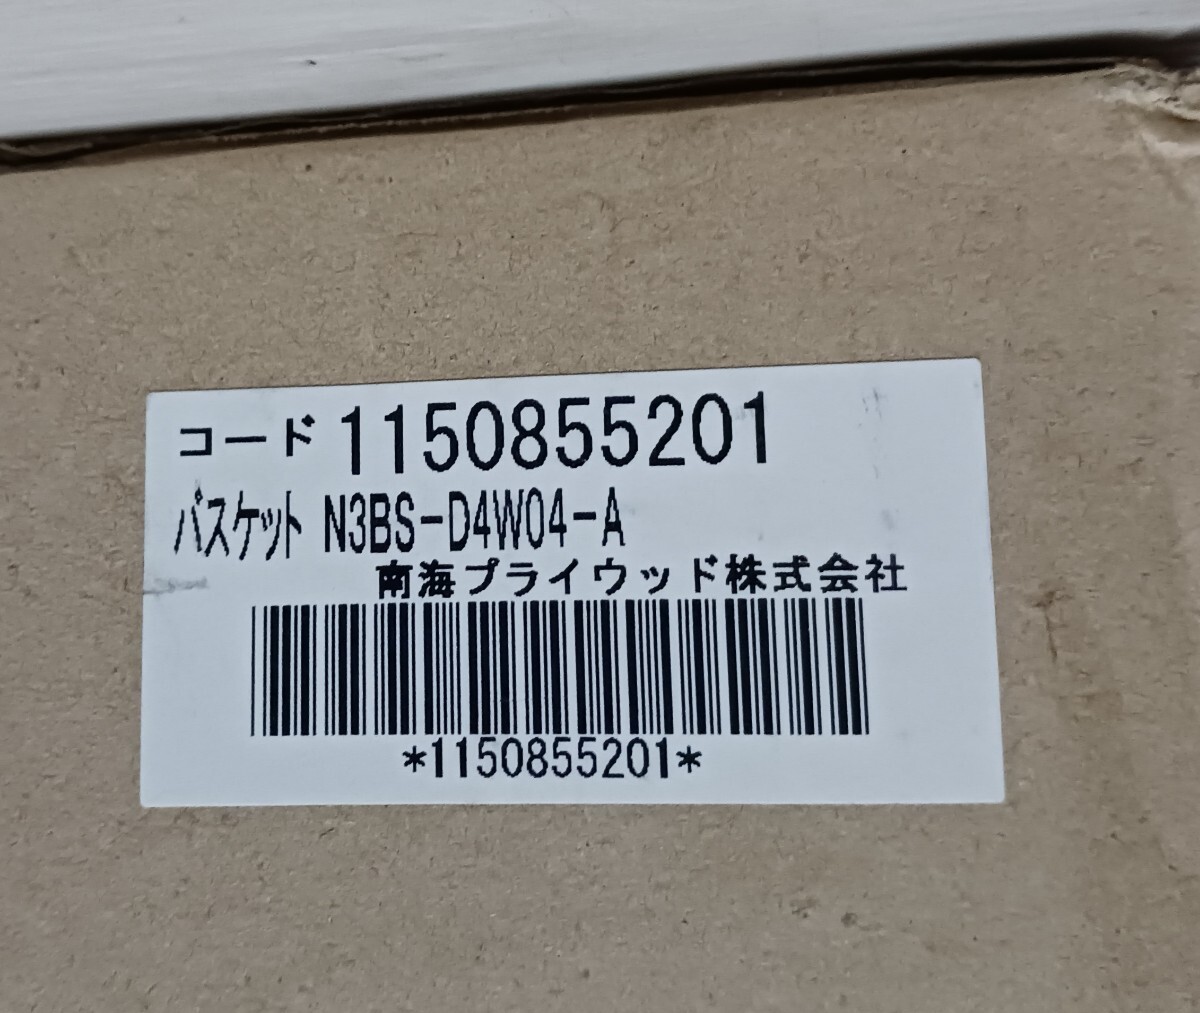 コード 1150855201
バスケット N3BS-D4W04-A
南海プライウッド株式会社
*1150855201*